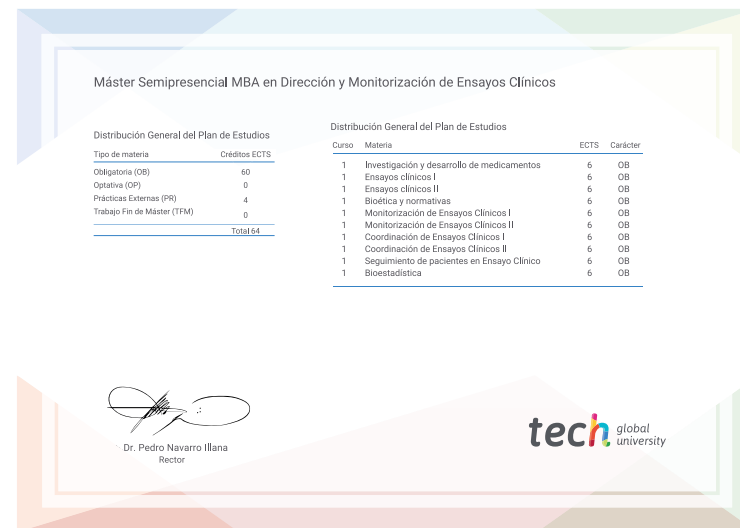 Máster Semipresencial MBA en Dirección y Monitorización de Ensayos Clínicos
Distribución General del Plan de Estudios
Tipo de materia Créditos ECTS
Obligatoria (OB) 60
Optativa (OP) 0
Prácticas Externas (PR) 4
Trabajo Fin de Máster (TFM) 0
Total 64
Distribución General del Plan de Estudios
Curso Materia ECTS Carácter
1 Investigación y desarrollo de medicamentos 6 OB
1 Ensayos clínicos I 6 OB
1 Ensayos clínicos II 6 OB
1 Bioética y normativas 6 OB
1 Monitorización de Ensayos Clínicos I 6 OB
1 Monitorización de Ensayos Clínicos II 6 OB
1 Coordinación de Ensayos Clínicos I 6 OB
1 Coordinación de Ensayos Clínicos II 6 OB
1 Seguimiento de pacientes en Ensayo Clínico 6 OB
1 Bioestadística 6 OB
Dr. Pedro Navarro Illana
Rector
tech global university